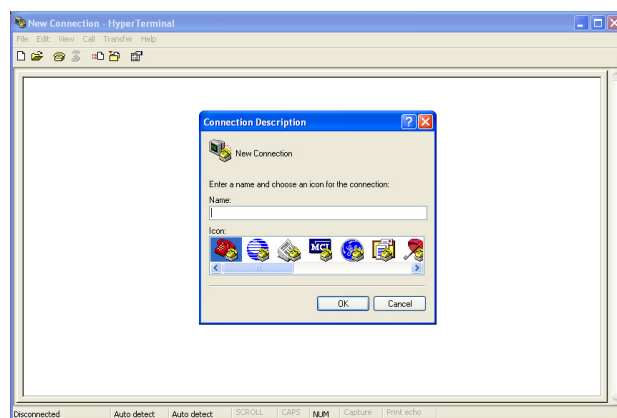 New Connection - HyperTerminal
File Edit View Call Transfer Help
Connection Description
New Connection
Enter a name and choose an icon for the connection:
Name:
Icon:
MCI
OK Cancel
Disconnected Auto detect Auto detect SCROLL CAPS NUM Capture Print echo